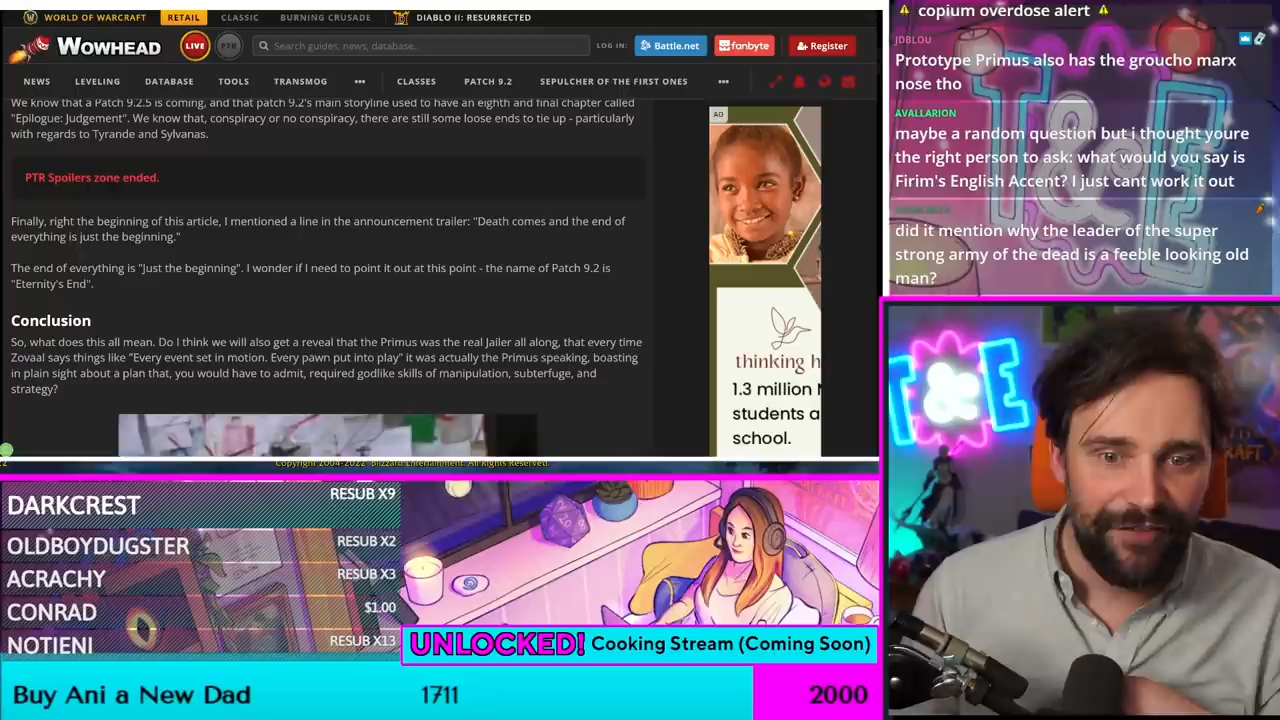 WORLD OF WARCRAFT RETAIL CLASSIC BURNING CRUSADE DIABLO II: RESURRECTED
WOWHEAD LIVE PTR Search guides, news, database... LOG IN: Battle.net fanbyte Register
NEWS LEVELING DATABASE TOOLS TRANSMOG ••• CLASSES PATCH 9.2 SEPULCHER OF THE FIRST ONES •••
We know that a Patch 9.2.5 is coming, and that patch 9.2's main storyline used to have an eighth and final chapter called
"Epilogue: Judgement". We know that, conspiracy or no conspiracy, there are still some loose ends to tie up - particularly
with regards to Tyrande and Sylvanas.
PTR Spoilers zone ended.
Finally, right the beginning of this article, I mentioned a line in the announcement trailer: "Death comes and the end of
everything is just the beginning."
The end of everything is "Just the beginning". I wonder if I need to point it out at this point - the name of Patch 9.2 is
"Eternity's End".
Conclusion
So, what does this all mean. Do I think we will also get a reveal that the Primus was the real Jailer all along, that every time
Zovaal says things like "Every event set in motion. Every pawn put into play" it was actually the Primus speaking, boasting
in plain sight about a plan that, you would have to admit, required godlike skills of manipulation, subterfuge, and
strategy?
AD
thinking h
1.3 million
students a
school.
Copyright 2004-2022 Blizzard Entertainment. All Rights Reserved.
copium overdose alert
JDBLOU
Prototype Primus also has the groucho marx
nose tho
AVALLARION
maybe a random question but i thought youre
the right person to ask: what would you say is
Firim's English Accent? I just cant work it out
did it mention why the leader of the super
strong army of the dead is a feeble looking old
man?
T&E
DARKCREST RESUB X9
OLDBOYDUGSTER RESUB X2
ACRACHY RESUB X3
CONRAD $1.00
NOTIENI RESUB X13
UNLOCKED! Cooking Stream (Coming Soon)
Buy Ani a New Dad 1711 2000